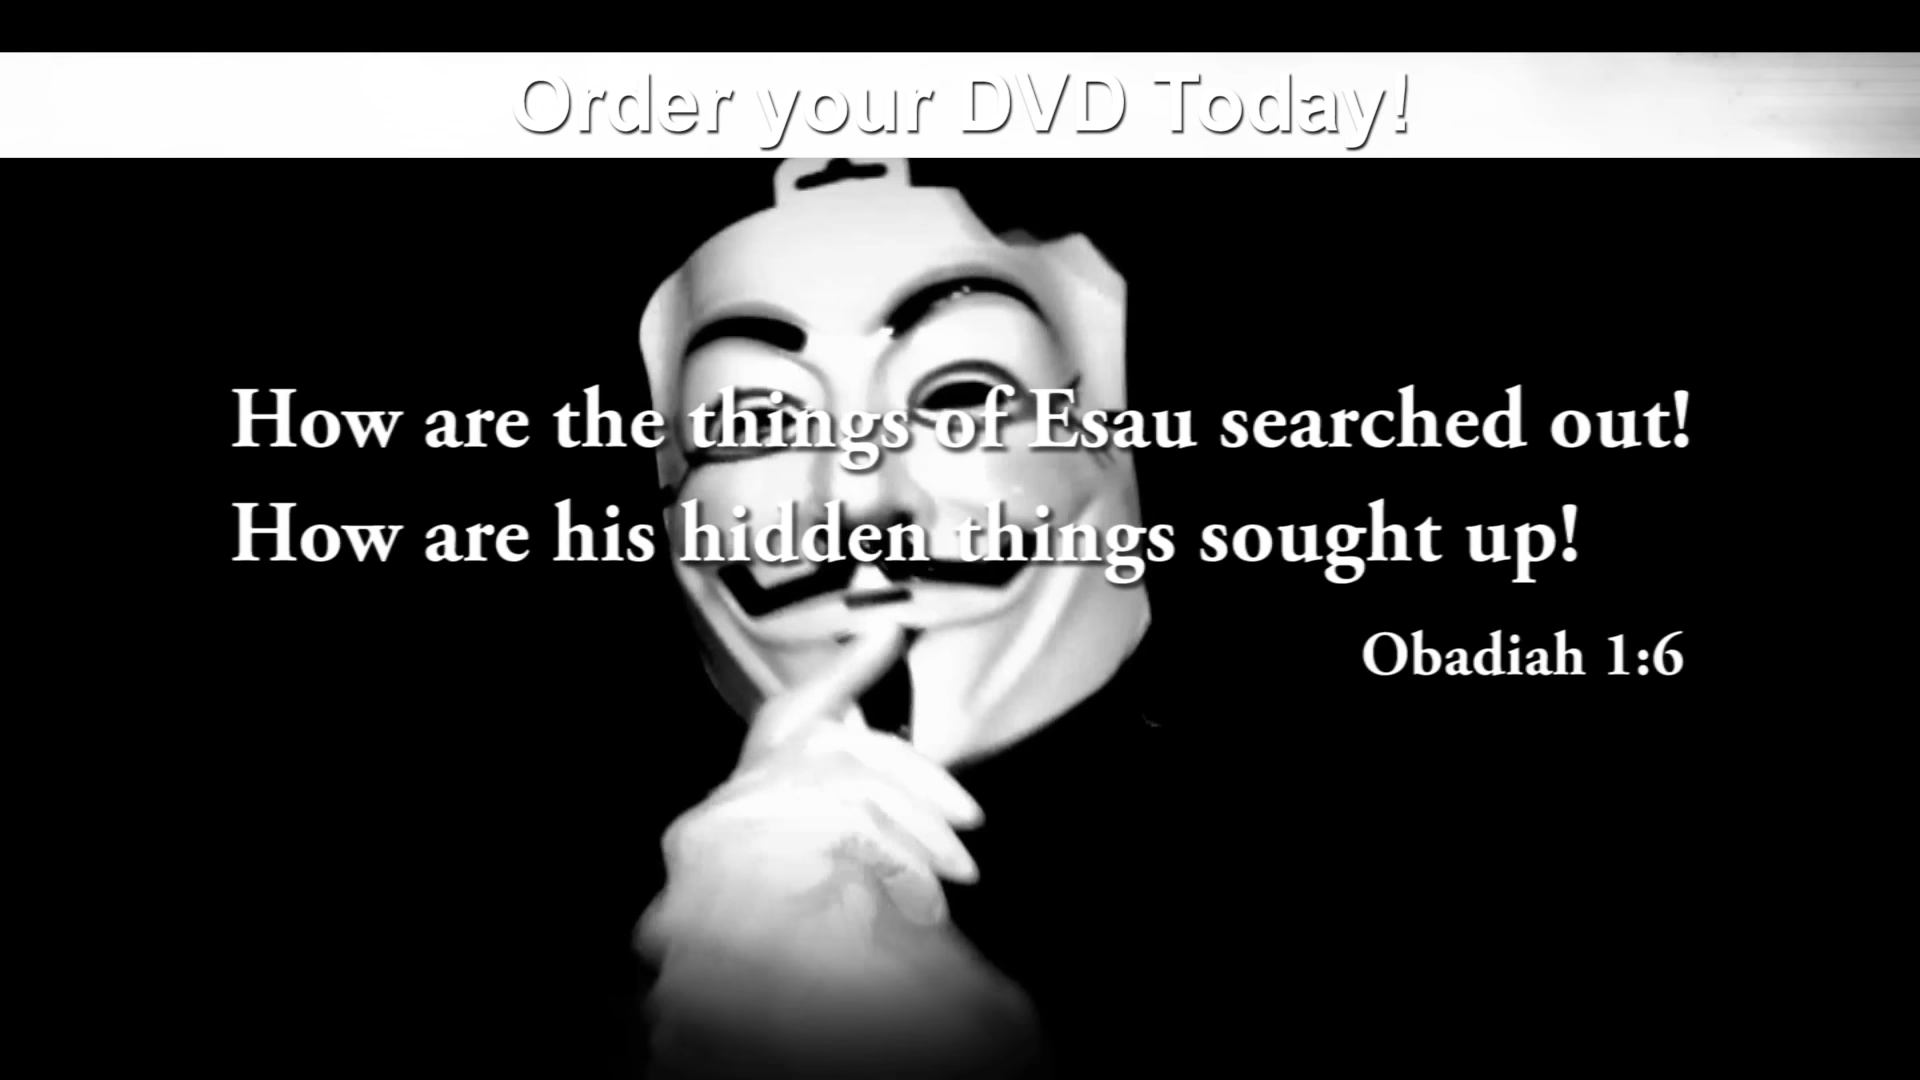 Order your DVD Today!
How are the things of Esau searched out!
How are his hidden things sought up!
Obadiah 1:6